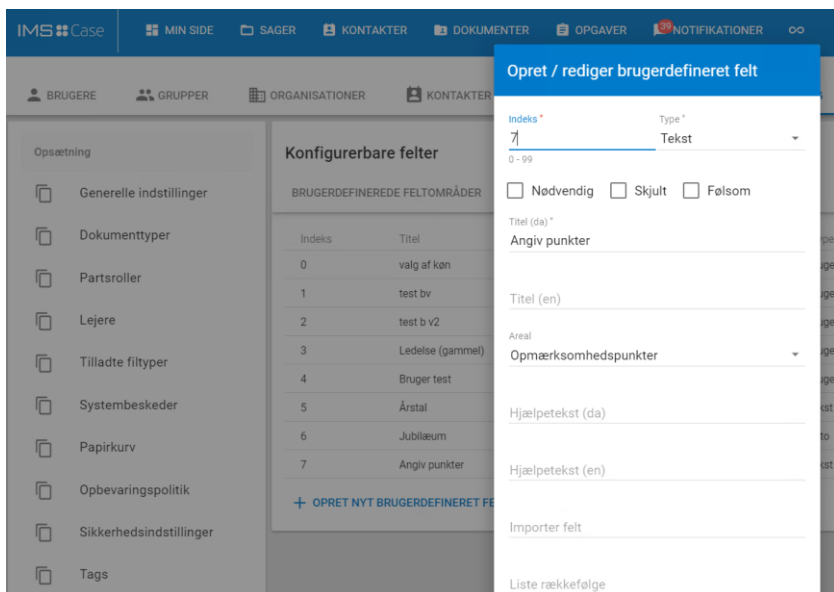 IMS Case
MIN SIDE
SAGER
KONTAKTER
DOKUMENTER
OPGAVER
39
NOTIFIKATIONER
BRUGERE
GRUPPER
ORGANISATIONER
KONTAKTER
Opsætning
Generelle indstillinger
Dokumenttyper
Partsroller
Lejere
Tilladte filtyper
Systembeskeder
Papirkurv
Opbevaringspolitik
Sikkerhedsindstillinger
Tags
Konfigurerbare felter
BRUGERDEFINEREDE FELTOMRÅDER
Indeks Titel
0 valg af køn
1 test bv
2 test b v2
3 Ledelse (gammel)
4 Bruger test
5 Årstal
6 Jubilæum
7 Angiv punkter
+ OPRET NYT BRUGERDEFINERET FE
Opret / rediger brugerdefineret felt
Indeks * Type *
7 Tekst
0 - 99
Nødvendig Skjult Følsom
Titel (da) *
Angiv punkter
Titel (en)
Areal
Opmærksomhedspunkter
Hjælpetekst (da)
Hjælpetekst (en)
Importer felt
Liste rækkefølge